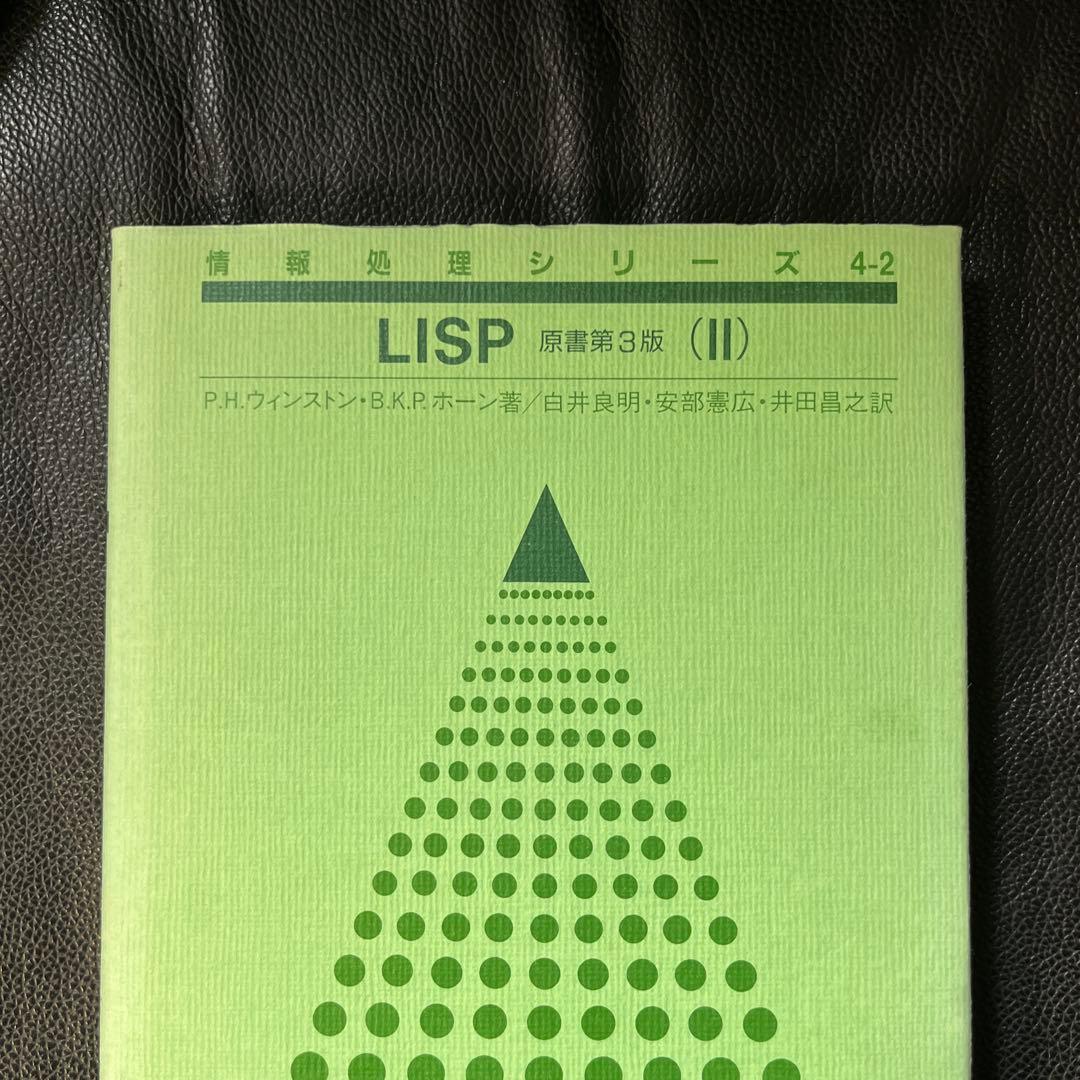 情報処理シリーズ 4-2
LISP 原書第3版 (II)
P.H.ウィンストン・B.K.P.ホーン著/白井良明・安部憲広・井田昌之訳